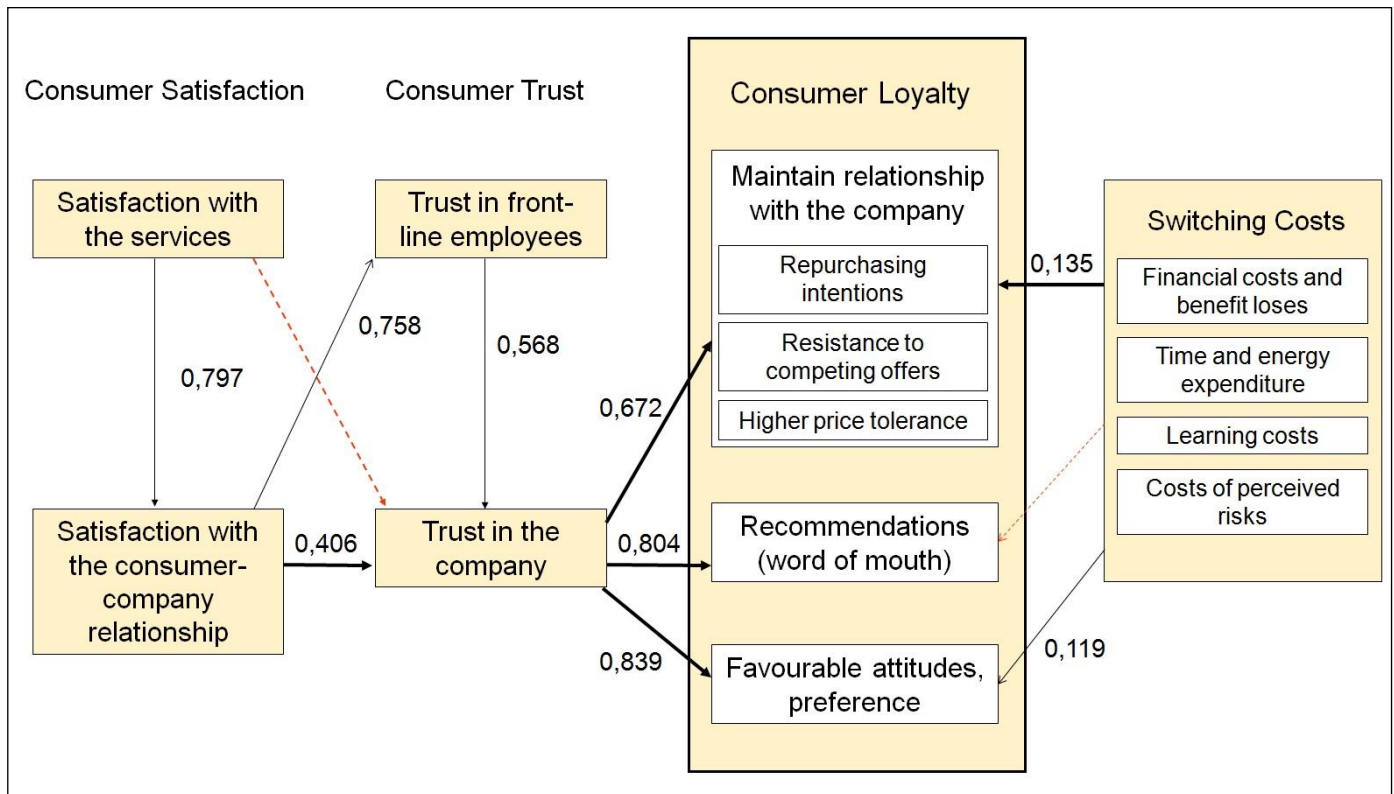 Consumer Satisfaction
Consumer Trust
Consumer Loyalty
Satisfaction with
the services
Trust in front-
line employees
Maintain relationship
with the company
Repurchasing
intentions
Resistance to
competing offers
Higher price tolerance
Switching Costs
Financial costs and
benefit loses
Time and energy
expenditure
Learning costs
Costs of perceived
risks
0,135
0,758
0,568
0,797
0,672
Satisfaction with
the consumer-
company
relationship
0,406
Trust in the
company
0,804
Recommendations
(word of mouth)
0,839
Favourable attitudes,
preference
0,119